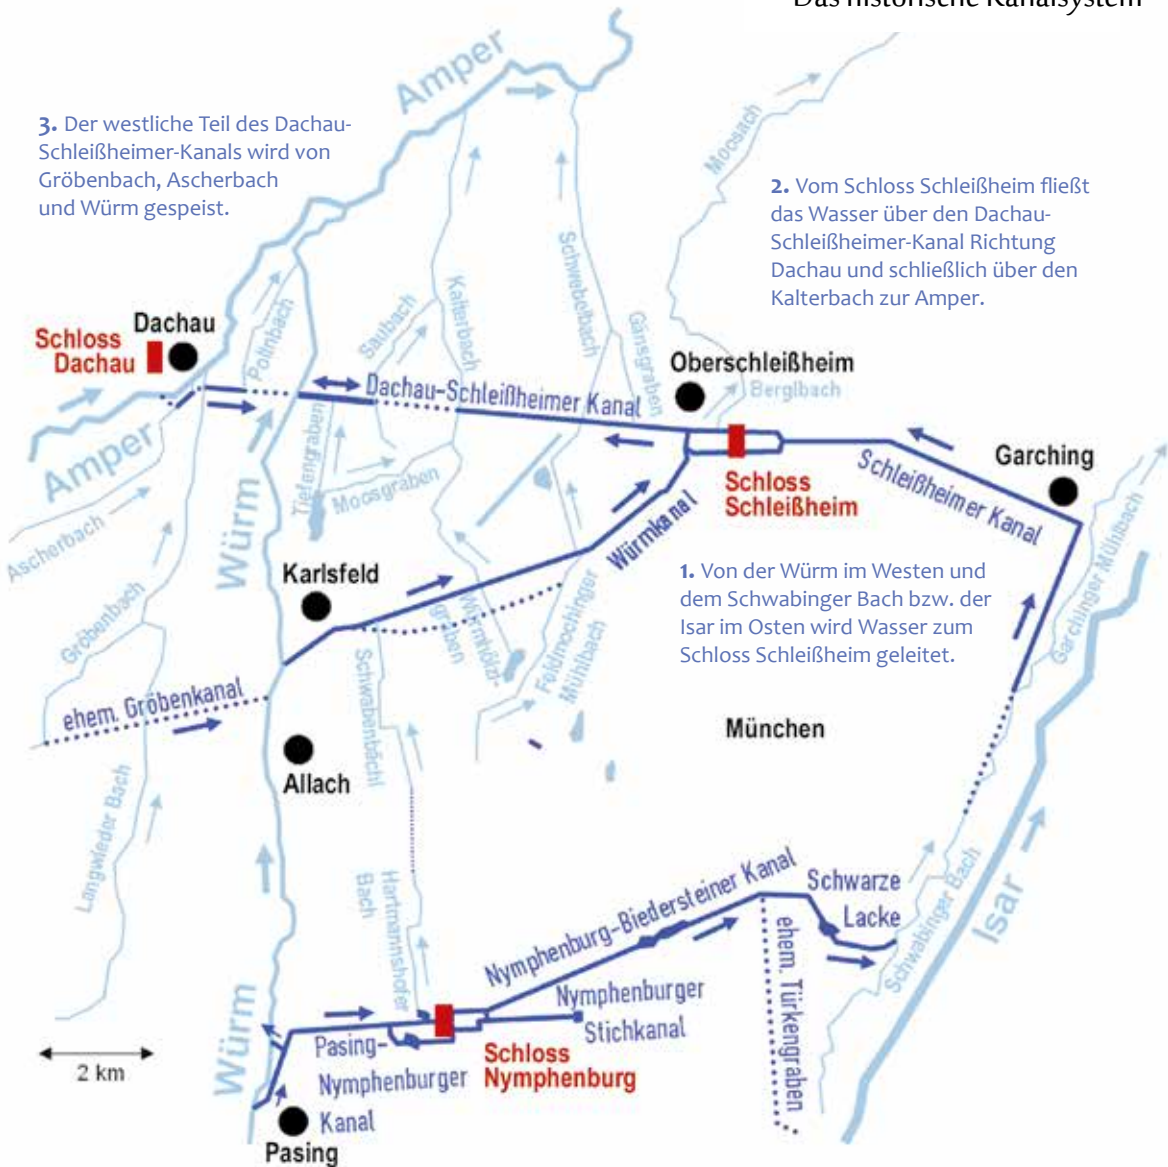 Das historische Kanalsystem
Amper
3. Der westliche Teil des Dachau-
Schleißheimer-Kanals wird von
Gröbenbach, Ascherbach
und Würm gespeist.
Moosach
2. Vom Schloss Schleißheim fließt
das Wasser über den Dachau-
Schleißheimer-Kanal Richtung
Dachau und schließlich über den
Kalterbach zur Amper.
Schwebelbach
Kalterbach
Saubach
Pollnbach
Gänsgraben
Dachau
Schloss
Dachau
Oberschleißheim
Dachau-Schleißheimer Kanal
Berglbach
Amper
Tiefengraben
Moosgraben
Schloss
Schleißheim
Schleißheimer Kanal
Garching
Ascherbach
Würm
Würmkanal
Karlsfeld
1. Von der Würm im Westen und
dem Schwabinger Bach bzw. der
Isar im Osten wird Wasser zum
Schloss Schleißheim geleitet.
Garchinger Mühlbach
Gröbenbach
Würmhölzl-
graben
Feldmochinger
Mühlbach
Schwabenbächl
ehem. Gröbenkanal
München
Allach
Langwieder Bach
Hartmannshofer
Bach
Nymphenburg-Biedersteiner Kanal
Schwarze
Lacke
Schwabinger Bach
Isar
ehem. Türkengraben
Nymphenburger
Stichkanal
Würm
Pasing-
Nymphenburger
Kanal
Schloss
Nymphenburg
2 km
Pasing